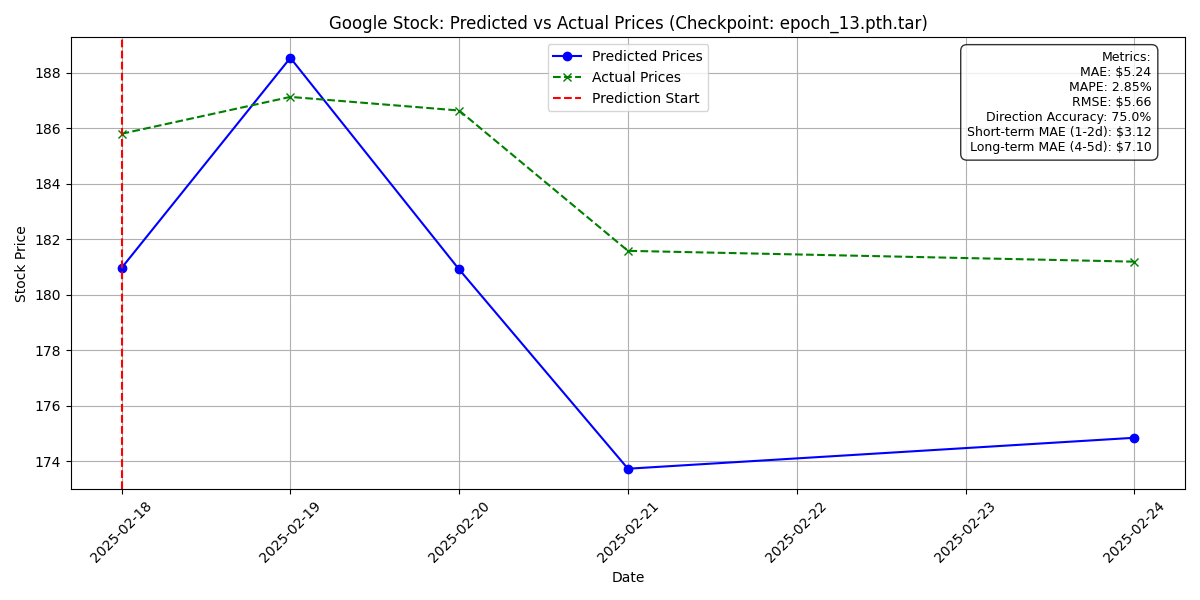 Google Stock: Predicted vs Actual Prices (Checkpoint: epoch_13.pth.tar)
Predicted Prices
Actual Prices
Prediction Start
Metrics:
MAE: $5.24
MAPE: 2.85%
RMSE: $5.66
Direction Accuracy: 75.0%
Short-term MAE (1-2d): $3.12
Long-term MAE (4-5d): $7.10
Stock Price
188
186
184
182
180
178
176
174
2025-02-18
2025-02-19
2025-02-20
2025-02-21
2025-02-22
2025-02-23
2025-02-24
Date